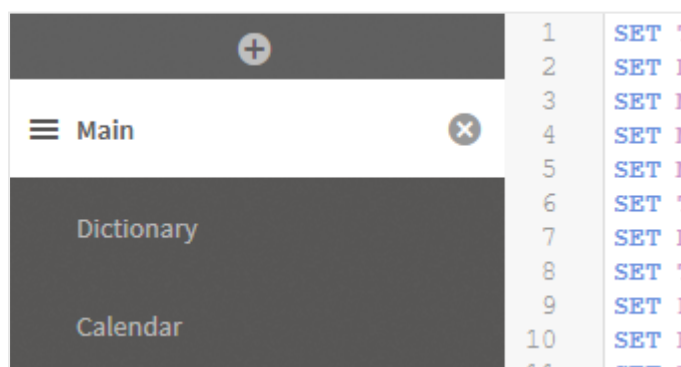 Main
Dictionary
Calendar
1 SET
2 SET
3 SET
4 SET
5 SET
6 SET
7 SET
8 SET
9 SET
10 SET